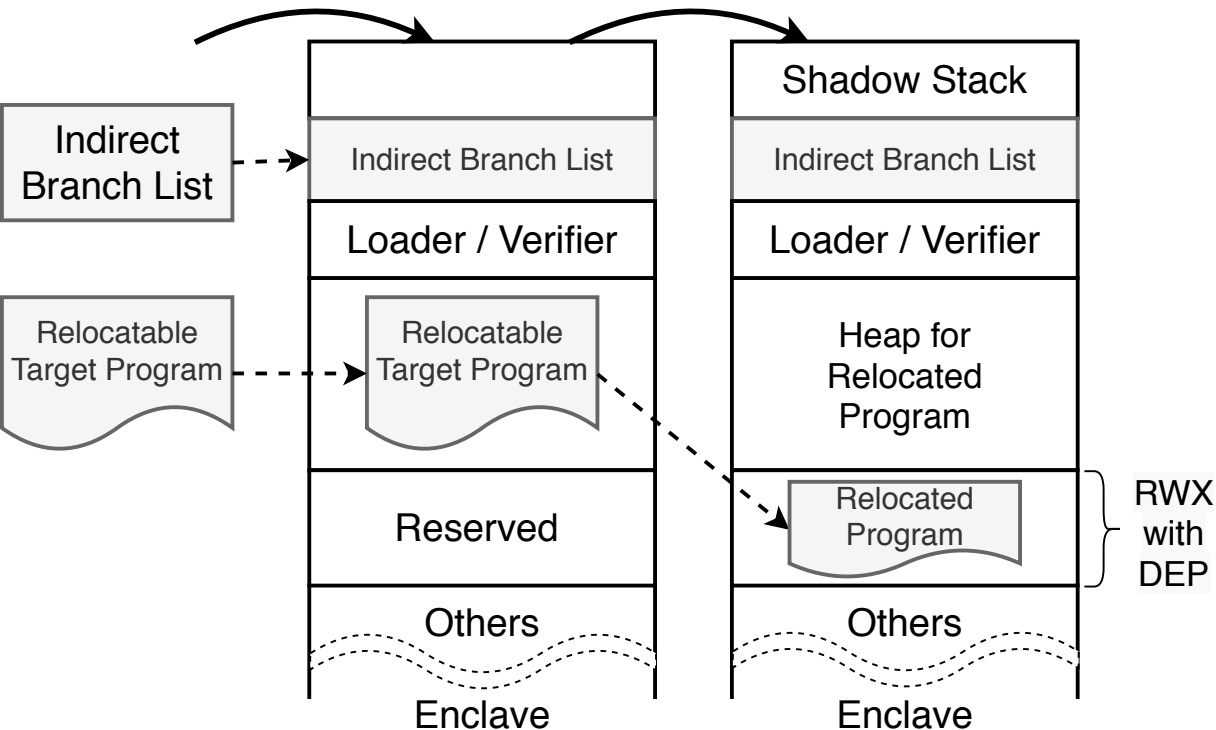 Indirect
Branch List
Relocatable
Target Program
Indirect Branch List
Loader / Verifier
Relocatable
Target Program
Reserved
Others
Enclave
Shadow Stack
Indirect Branch List
Loader / Verifier
Heap for
Relocated
Program
Relocated
Program
Others
Enclave
RWX
with
DEP